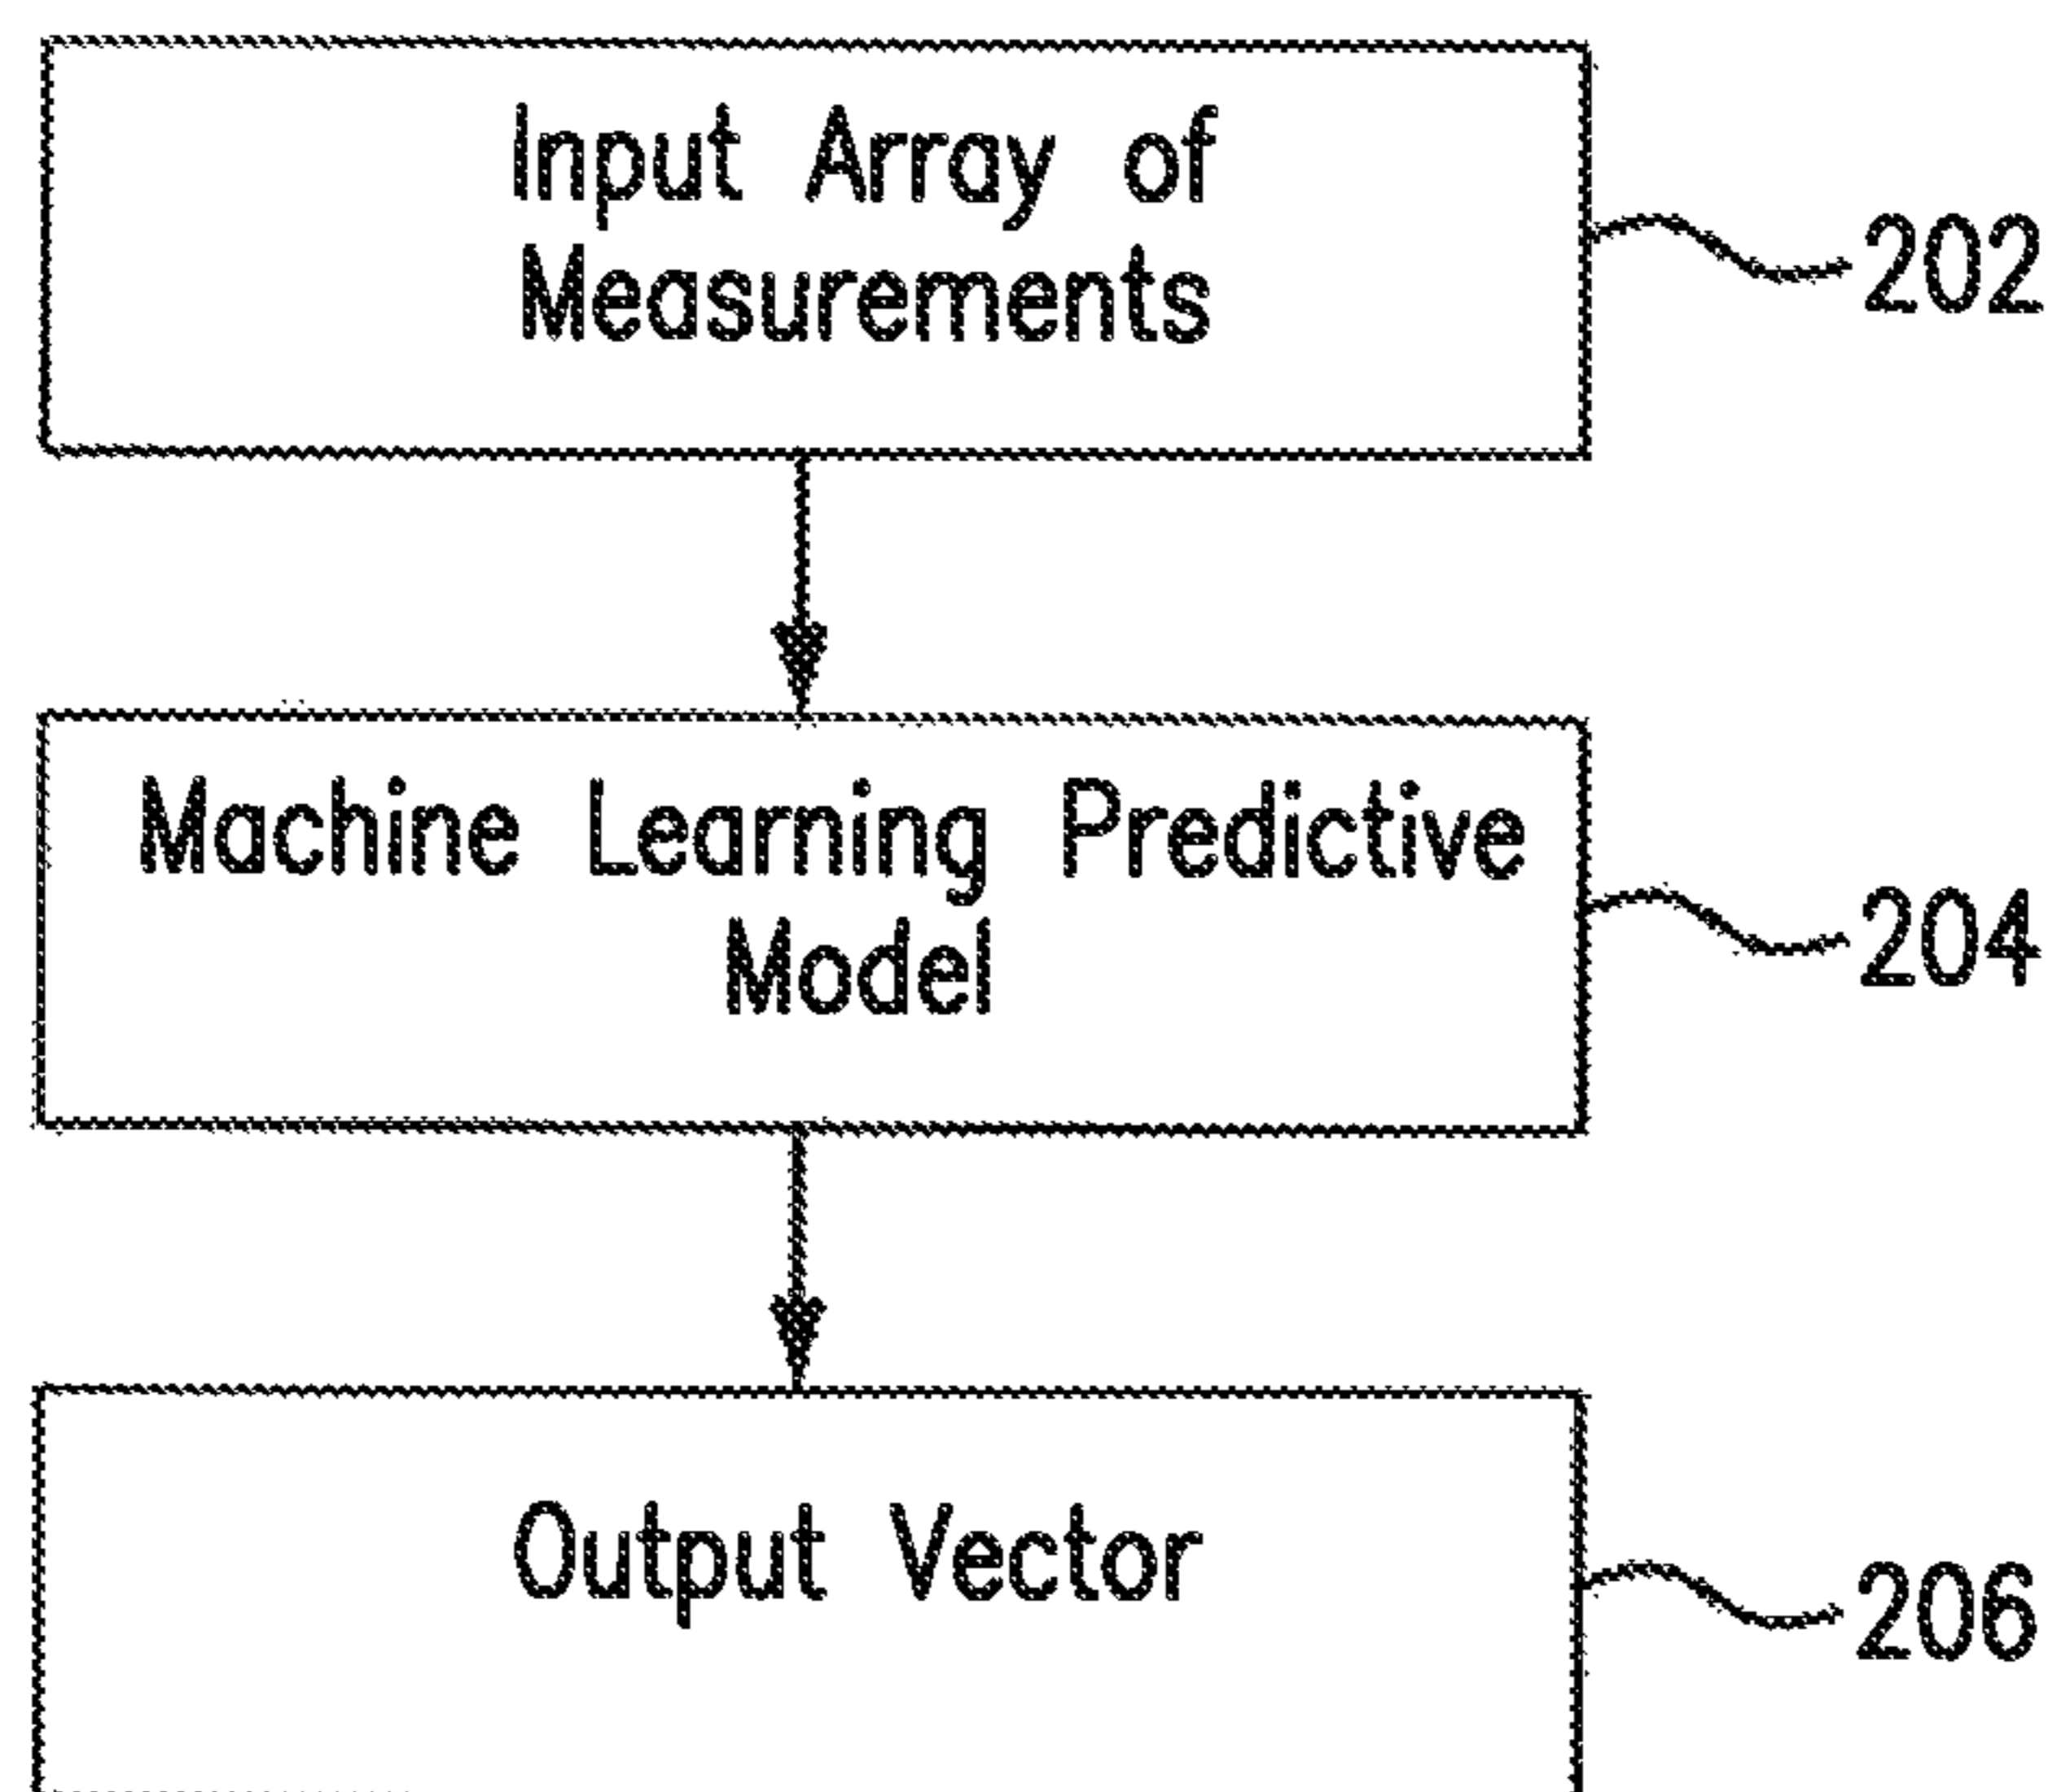 Input Array of
Measurements
202
Machine Learning Predictive
Model
204
Output Vector
206